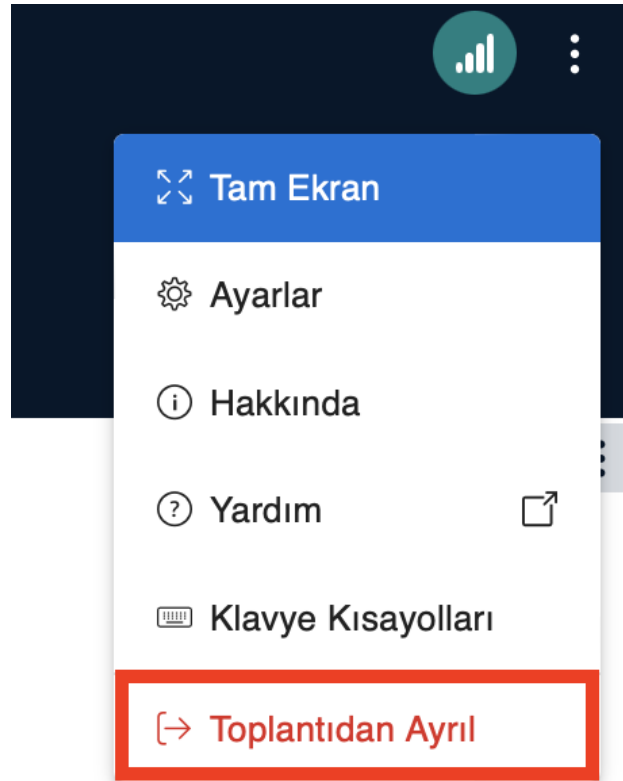 Tam Ekran
Ayarlar
Hakkında
Yardım
Klavye Kısayolları
Toplantıdan Ayrıl